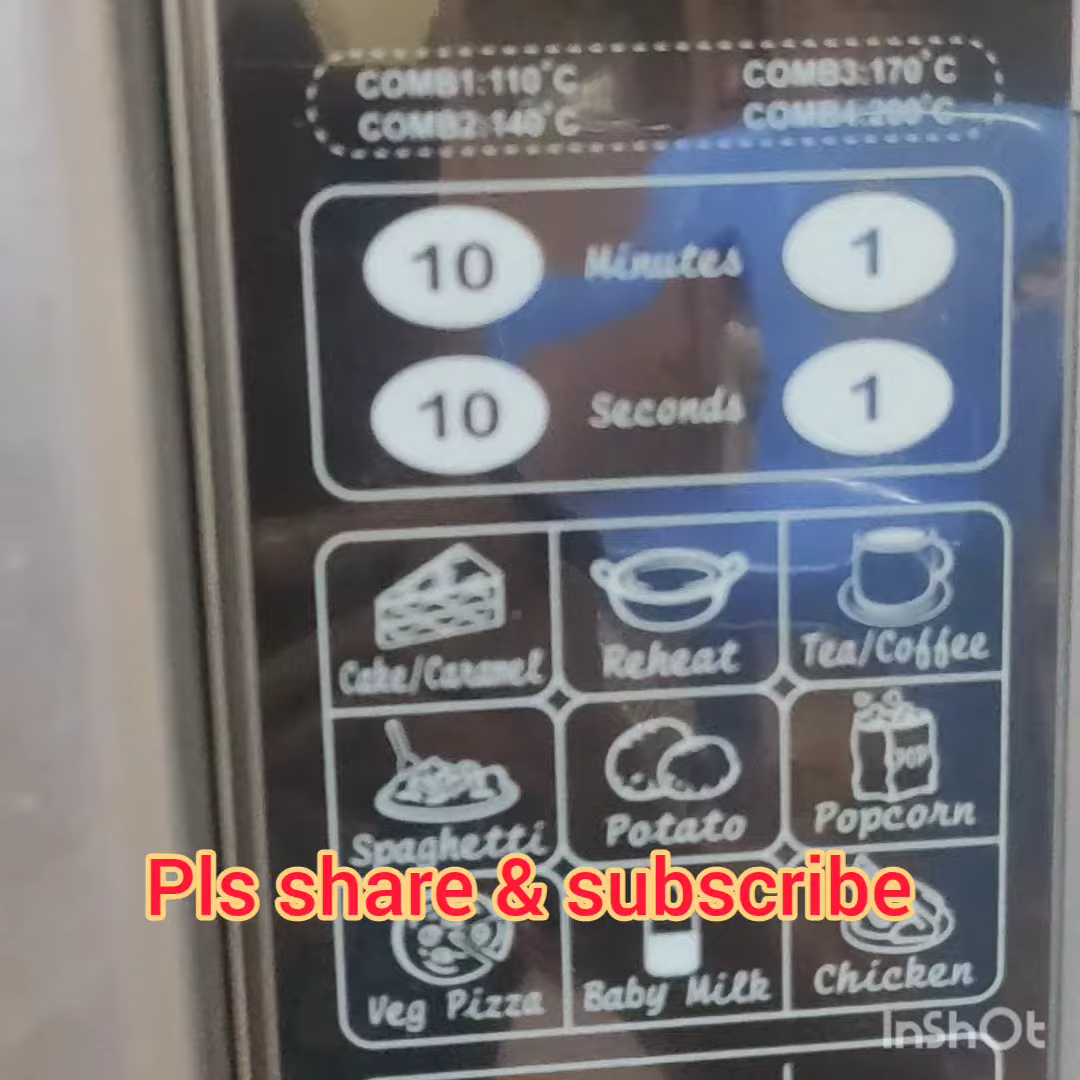 COMB1:110°C COMB3:170°C
COMB2:140°C COMB4:200°C
10 Minutes 1
10 Seconds 1
Cake/Caramel Reheat Tea/Coffee
POP
Spaghetti Potato Popcorn
Pls share & subscribe
Veg Pizza Baby Milk Chicken
InShOt